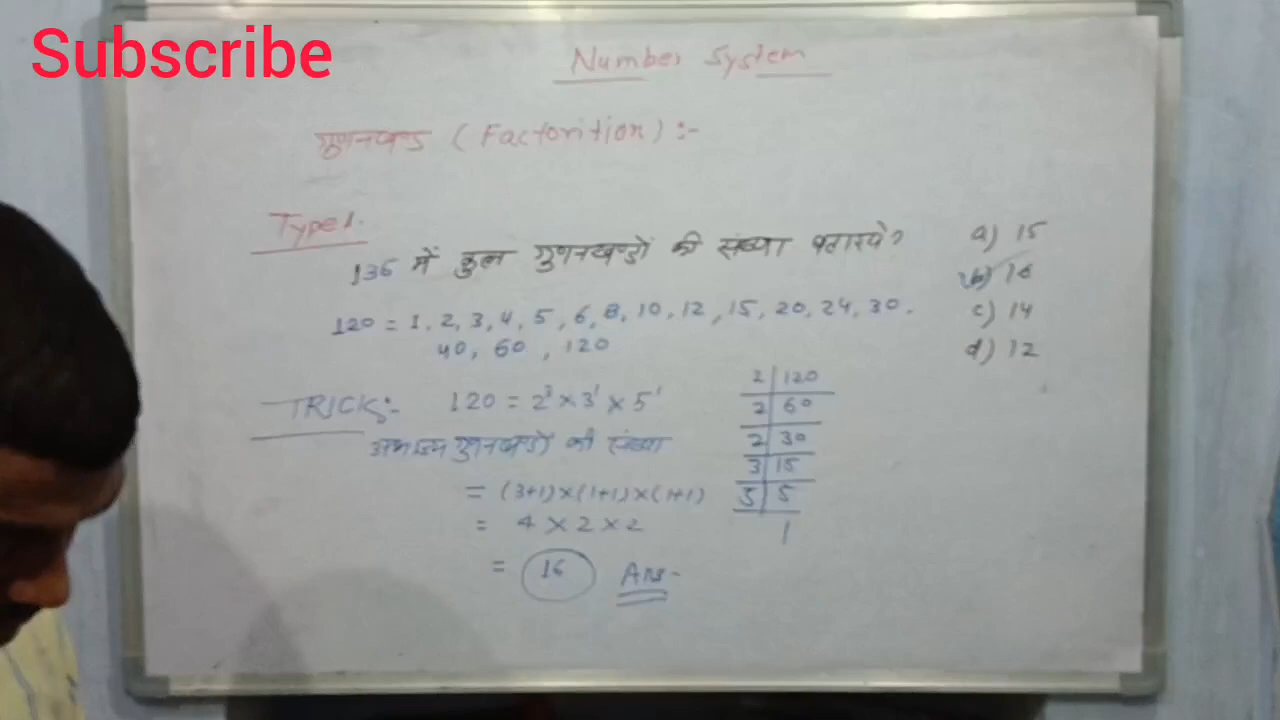 Subscribe
Number System
गुणनखण्ड (Factorition) :-
Type1.
136 में कुल गुणनखण्डों की संख्या बताइये?
a) 15
b) 16
c) 14
d) 12
120 = 1, 2, 3, 4, 5, 6, 8, 10, 12, 15, 20, 24, 30.
40, 60, 120
TRICK:- 120 = 2³ × 3¹ × 5¹
गुणनखण्डों की संख्या
= (3+1)×(1+1)×(1+1)
= 4 × 2 × 2
= 16 Ans-
2 | 120
2 | 60
2 | 30
3 | 15
5 | 5
1